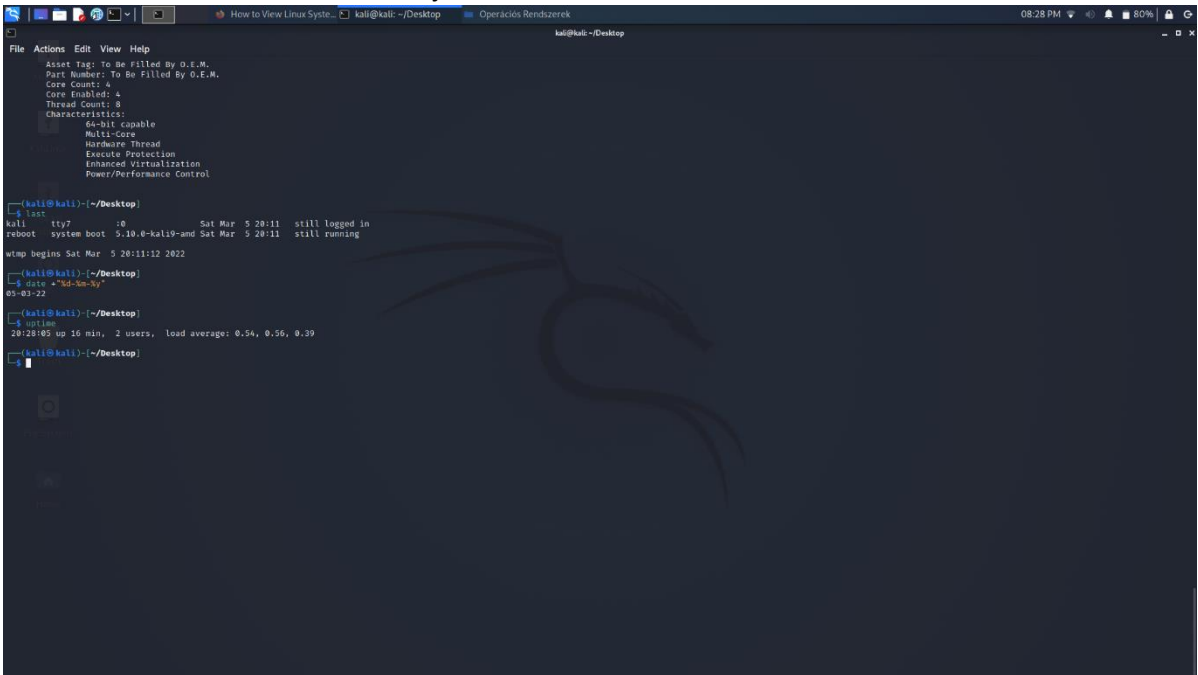 How to View Linux Syste...
kali@kali: ~/Desktop
Operációs Rendszerek
08:28 PM
80%
kali@kali: ~/Desktop
File Actions Edit View Help
Asset Tag: To Be Filled By O.E.M.
Part Number: To Be Filled By O.E.M.
Core Count: 4
Core Enabled: 4
Thread Count: 8
Characteristics:
64-bit capable
Multi-Core
Hardware Thread
Execute Protection
Enhanced Virtualization
Power/Performance Control
(kali㉿kali)-[~/Desktop]
$ last
kali tty7 :0 Sat Mar 5 20:11 still logged in
reboot system boot 5.10.0-kali9-amd Sat Mar 5 20:11 still running
wtmp begins Sat Mar 5 20:11:12 2022
(kali㉿kali)-[~/Desktop]
$ date +"%d-%m-%y"
05-03-22
(kali㉿kali)-[~/Desktop]
$ uptime
20:28:05 up 16 min, 2 users, load average: 0.54, 0.56, 0.39
(kali㉿kali)-[~/Desktop]
$